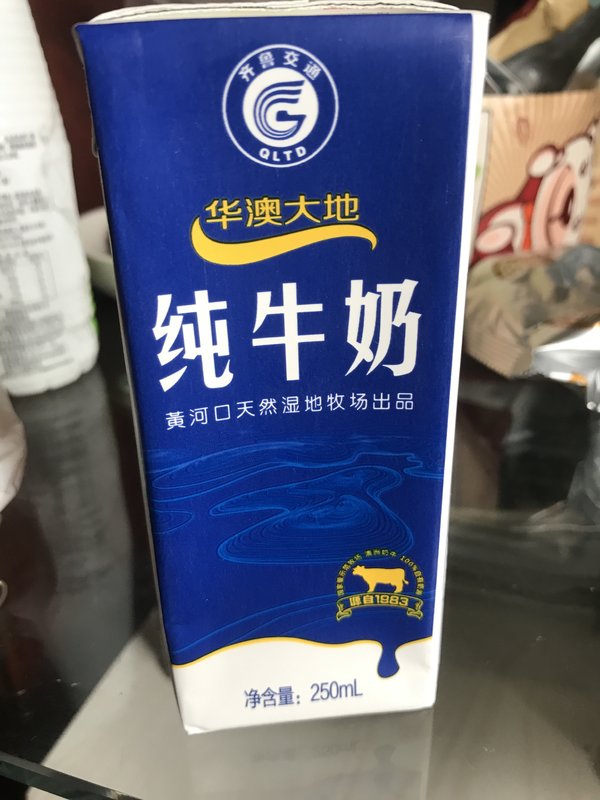 齐鲁交通
QLTD
华澳大地
纯牛奶
黄河口天然湿地牧场出品
源自1983
净含量：250mL